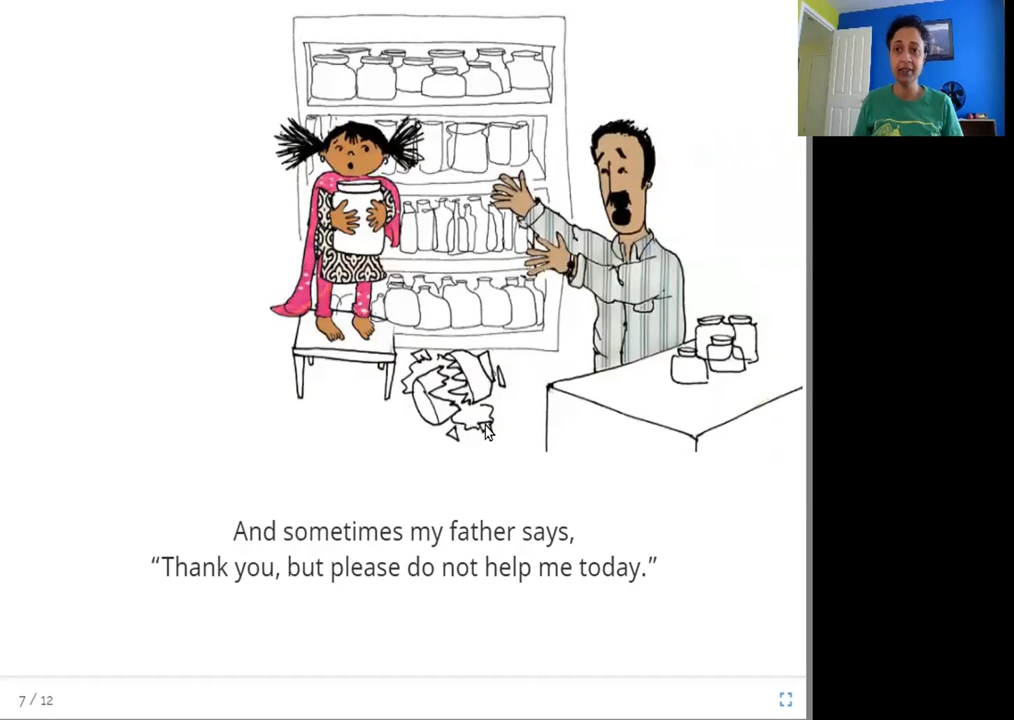 And sometimes my father says,
“Thank you, but please do not help me today.”
7 / 12